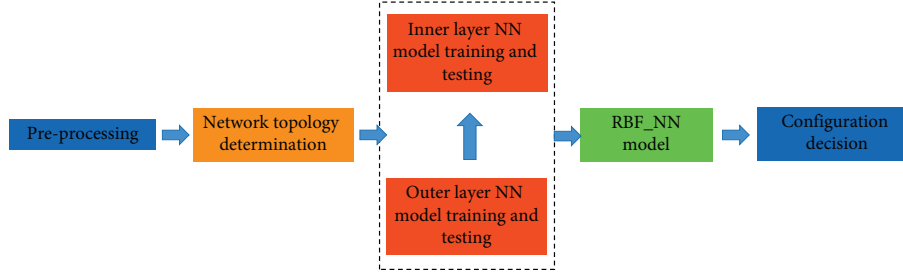 Pre-processing
Network topology
determination
Inner layer NN
model training and
testing
Outer layer NN
model training and
testing
RBF_NN
model
Configuration
decision